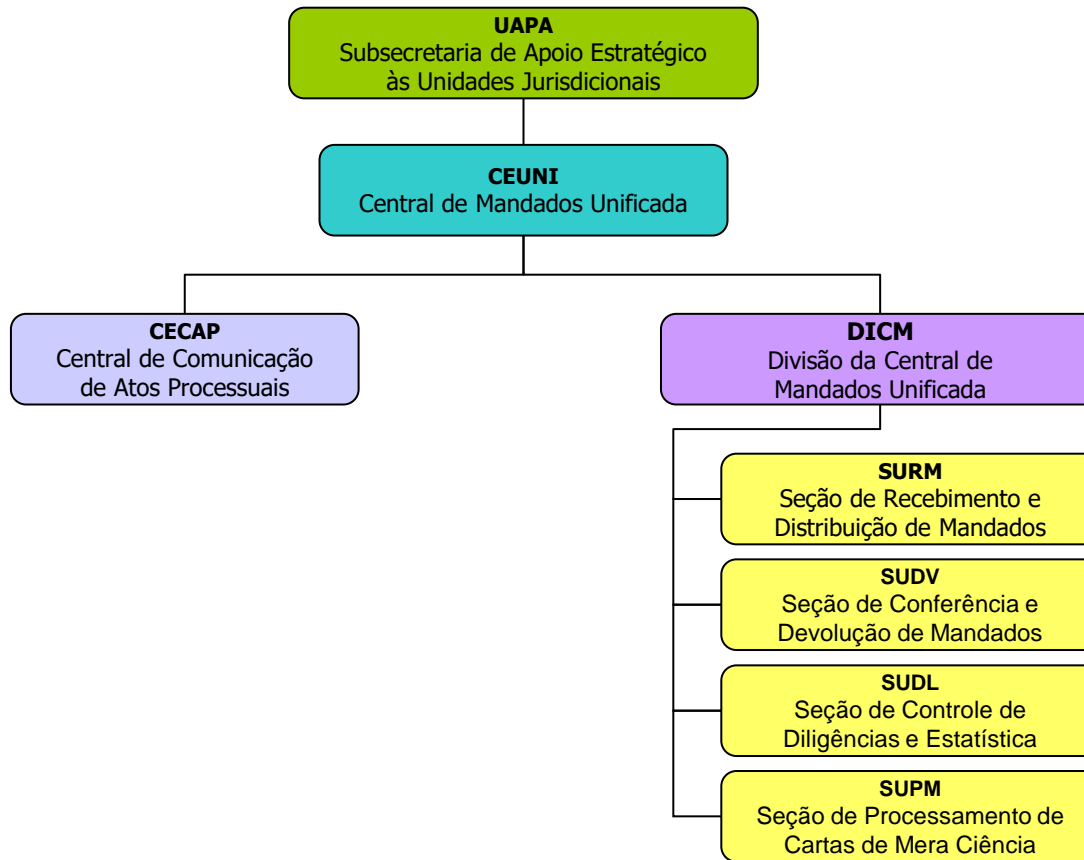 UAPA
Subsecretaria de Apoio Estratégico
às Unidades Jurisdicionais
CEUNI
Central de Mandados Unificada
CECAP
Central de Comunicação
de Atos Processuais
DICM
Divisão da Central de
Mandados Unificada
SURM
Seção de Recebimento e
Distribuição de Mandados
SUDV
Seção de Conferência e
Devolução de Mandados
SUDL
Seção de Controle de
Diligências e Estatística
SUPM
Seção de Processamento de
Cartas de Mera Ciência